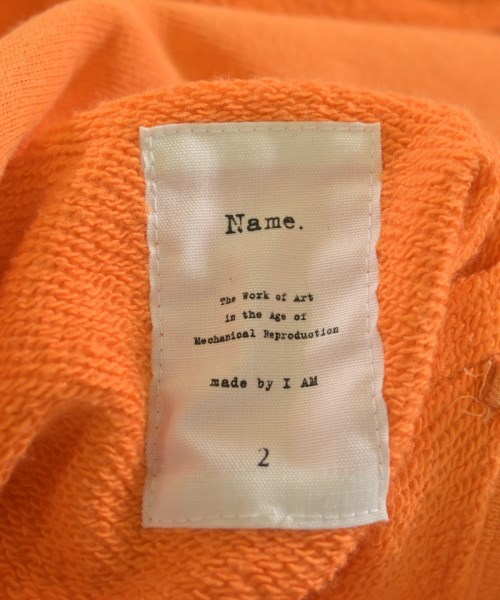 Name.
The Work of Art
in the Age of
Mechanical Reproduction
made by I AM
2